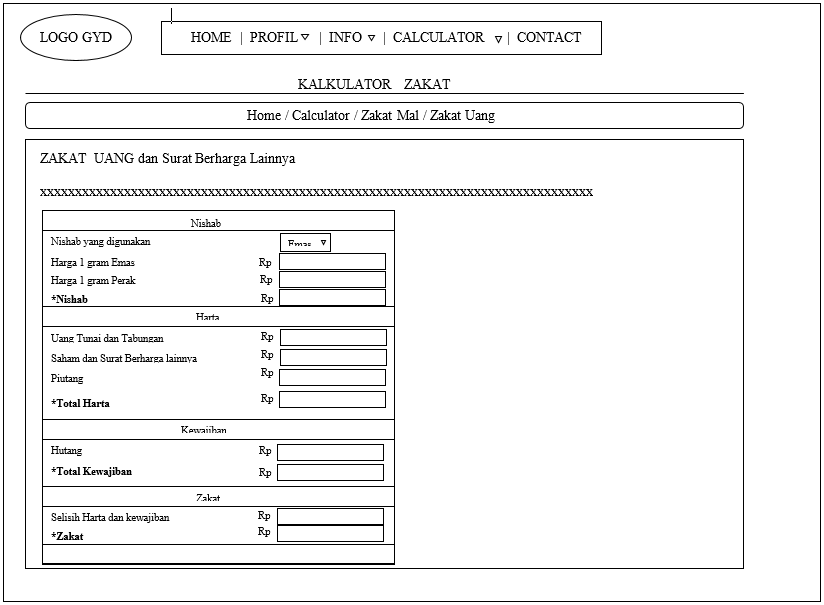 LOGO GYD
HOME | PROFIL | INFO | CALCULATOR | CONTACT
KALKULATOR ZAKAT
Home / Calculator / Zakat Mal / Zakat Uang
ZAKAT UANG dan Surat Berharga Lainnya
xxxxxxxxxxxxxxxxxxxxxxxxxxxxxxxxxxxxxxxxxxxxxxxxxxxxxxxxxxxxxxxxxxxxxxxxxxxxxxx
Nishab
Nishab yang digunakan Emas
Harga 1 gram Emas Rp
Harga 1 gram Perak Rp
*Nishab Rp
Harta
Uang Tunai dan Tabungan Rp
Saham dan Surat Berharga lainnya Rp
Piutang Rp
*Total Harta Rp
Kewajiban
Hutang Rp
*Total Kewajiban Rp
Zakat
Selisih Harta dan kewajiban Rp
*Zakat Rp